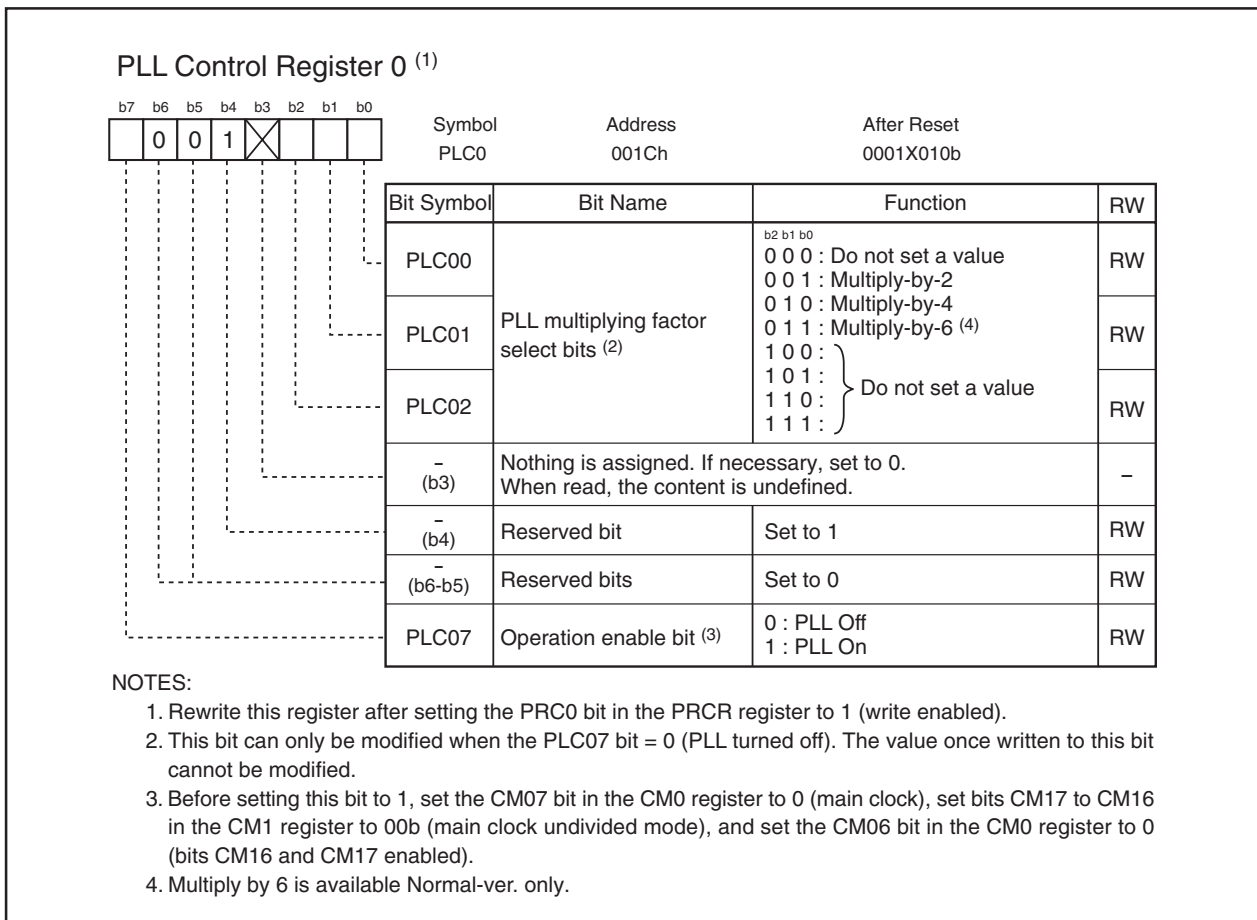 PLL Control Register 0 (1)
b7 b6 b5 b4 b3 b2 b1 b0
0 0 1
Symbol Address After Reset
PLC0 001Ch 0001X010b
Bit Symbol Bit Name Function RW
PLC00 RW
PLC01 RW
PLC02 RW
PLL multiplying factor
select bits (2)
b2 b1 b0
0 0 0 : Do not set a value
0 0 1 : Multiply-by-2
0 1 0 : Multiply-by-4
0 1 1 : Multiply-by-6 (4)
1 0 0 :
1 0 1 :
1 1 0 :
1 1 1 :
Do not set a value
–
(b3)
Nothing is assigned. If necessary, set to 0.
When read, the content is undefined.
–
–
(b4)
Reserved bit Set to 1 RW
–
(b6-b5)
Reserved bits Set to 0 RW
PLC07 Operation enable bit (3)
0 : PLL Off
1 : PLL On
RW
NOTES:
1. Rewrite this register after setting the PRC0 bit in the PRCR register to 1 (write enabled).
2. This bit can only be modified when the PLC07 bit = 0 (PLL turned off). The value once written to this bit
cannot be modified.
3. Before setting this bit to 1, set the CM07 bit in the CM0 register to 0 (main clock), set bits CM17 to CM16
in the CM1 register to 00b (main clock undivided mode), and set the CM06 bit in the CM0 register to 0
(bits CM16 and CM17 enabled).
4. Multiply by 6 is available Normal-ver. only.